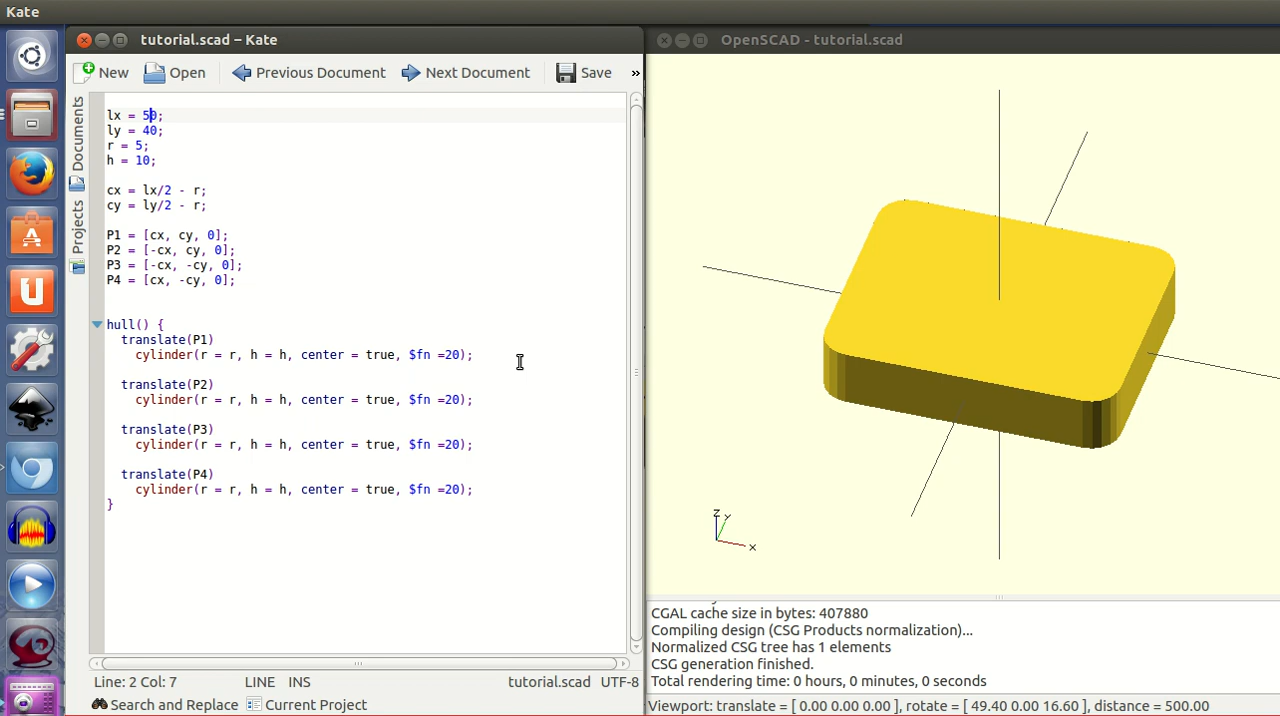 Kate
tutorial.scad – Kate
New Open Previous Document Next Document Save »
Documents
Projects
lx = 50;
ly = 40;
r = 5;
h = 10;
cx = lx/2 - r;
cy = ly/2 - r;
P1 = [cx, cy, 0];
P2 = [-cx, cy, 0];
P3 = [-cx, -cy, 0];
P4 = [cx, -cy, 0];
hull() {
translate(P1)
cylinder(r = r, h = h, center = true, $fn =20);
translate(P2)
cylinder(r = r, h = h, center = true, $fn =20);
translate(P3)
cylinder(r = r, h = h, center = true, $fn =20);
translate(P4)
cylinder(r = r, h = h, center = true, $fn =20);
}
Line: 2 Col: 7 LINE INS tutorial.scad UTF-8
Search and Replace Current Project
OpenSCAD - tutorial.scad
z
y
x
CGAL cache size in bytes: 407880
Compiling design (CSG Products normalization)...
Normalized CSG tree has 1 elements
CSG generation finished.
Total rendering time: 0 hours, 0 minutes, 0 seconds
Viewport: translate = [ 0.00 0.00 0.00 ], rotate = [ 49.40 0.00 16.60 ], distance = 500.00